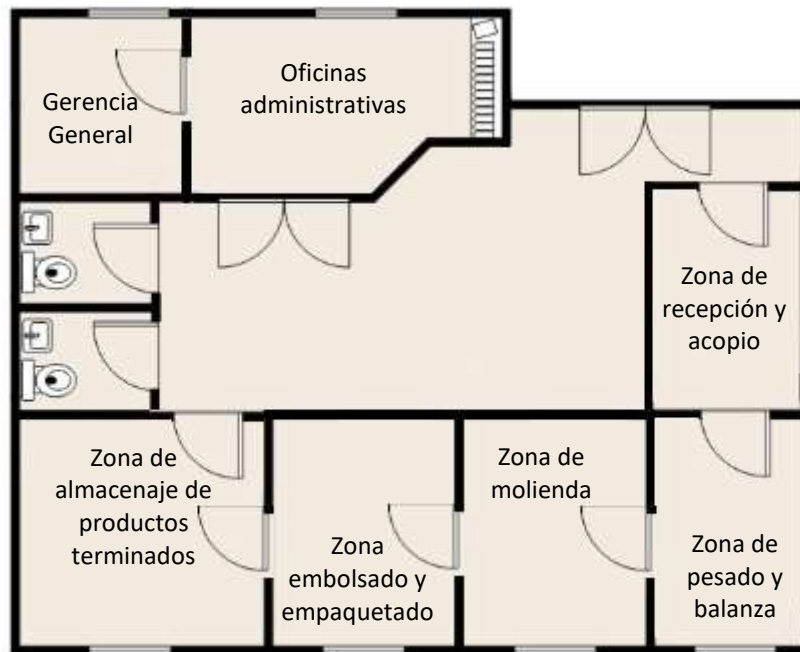 Gerencia
General
Oficinas
administrativas
Zona de
recepción y
acopio
Zona de
almacenaje de
productos
terminados
Zona
embolsado y
empaquetado
Zona de
molienda
Zona de
pesado y
balanza